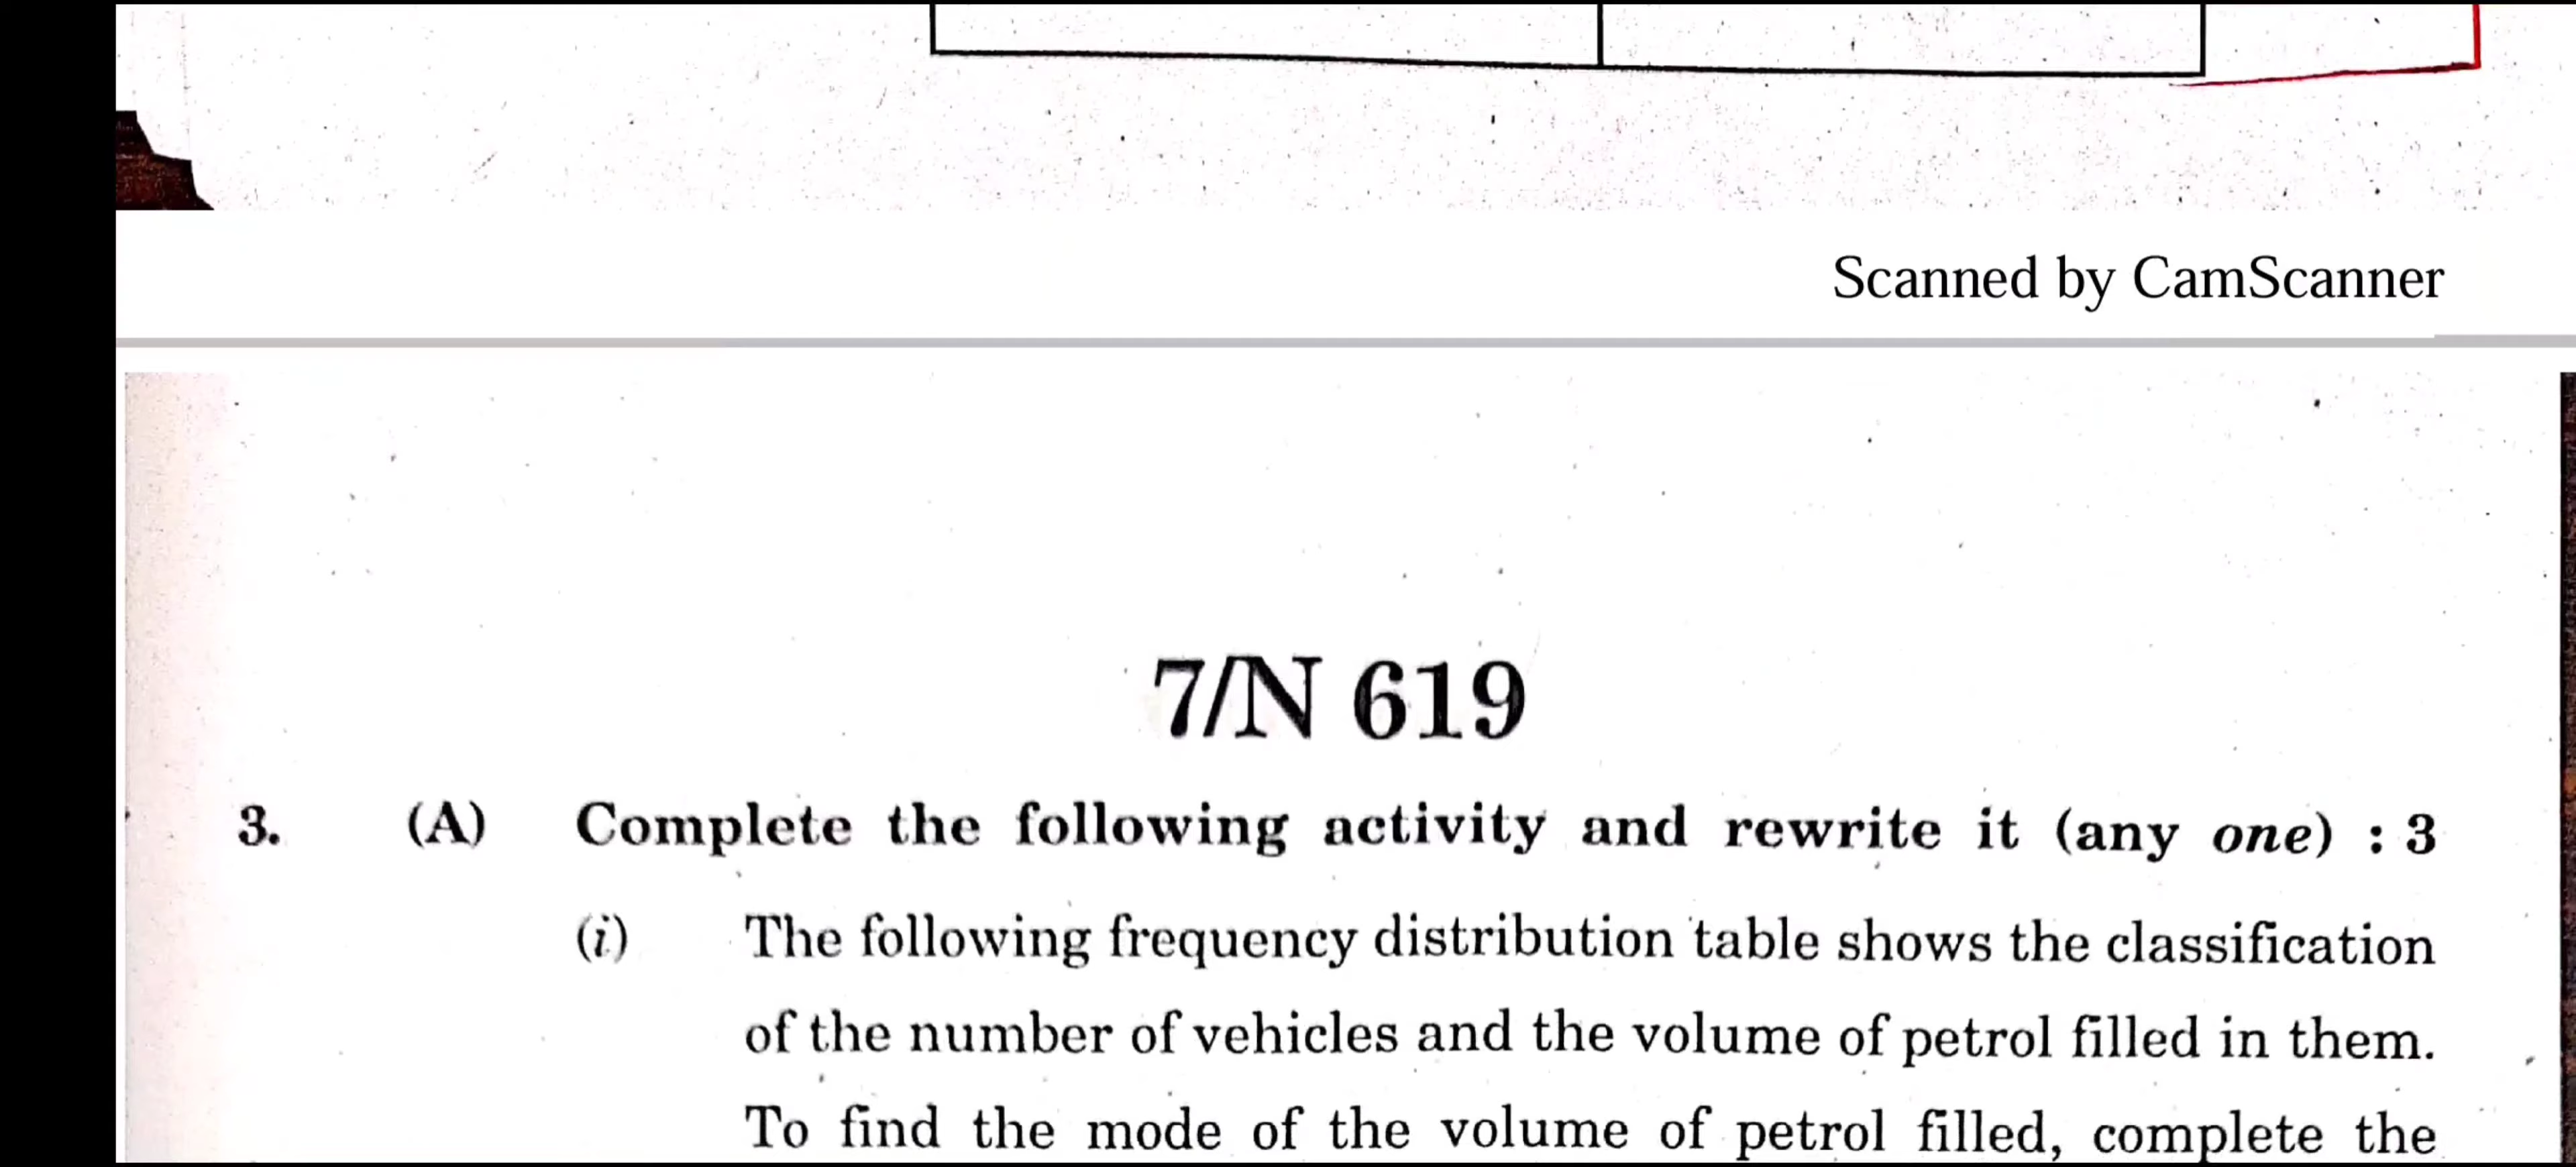 Scanned by CamScanner
7/N 619
3. (A) Complete the following activity and rewrite it (any one) : 3
(i) The following frequency distribution table shows the classification
of the number of vehicles and the volume of petrol filled in them.
To find the mode of the volume of petrol filled, complete the